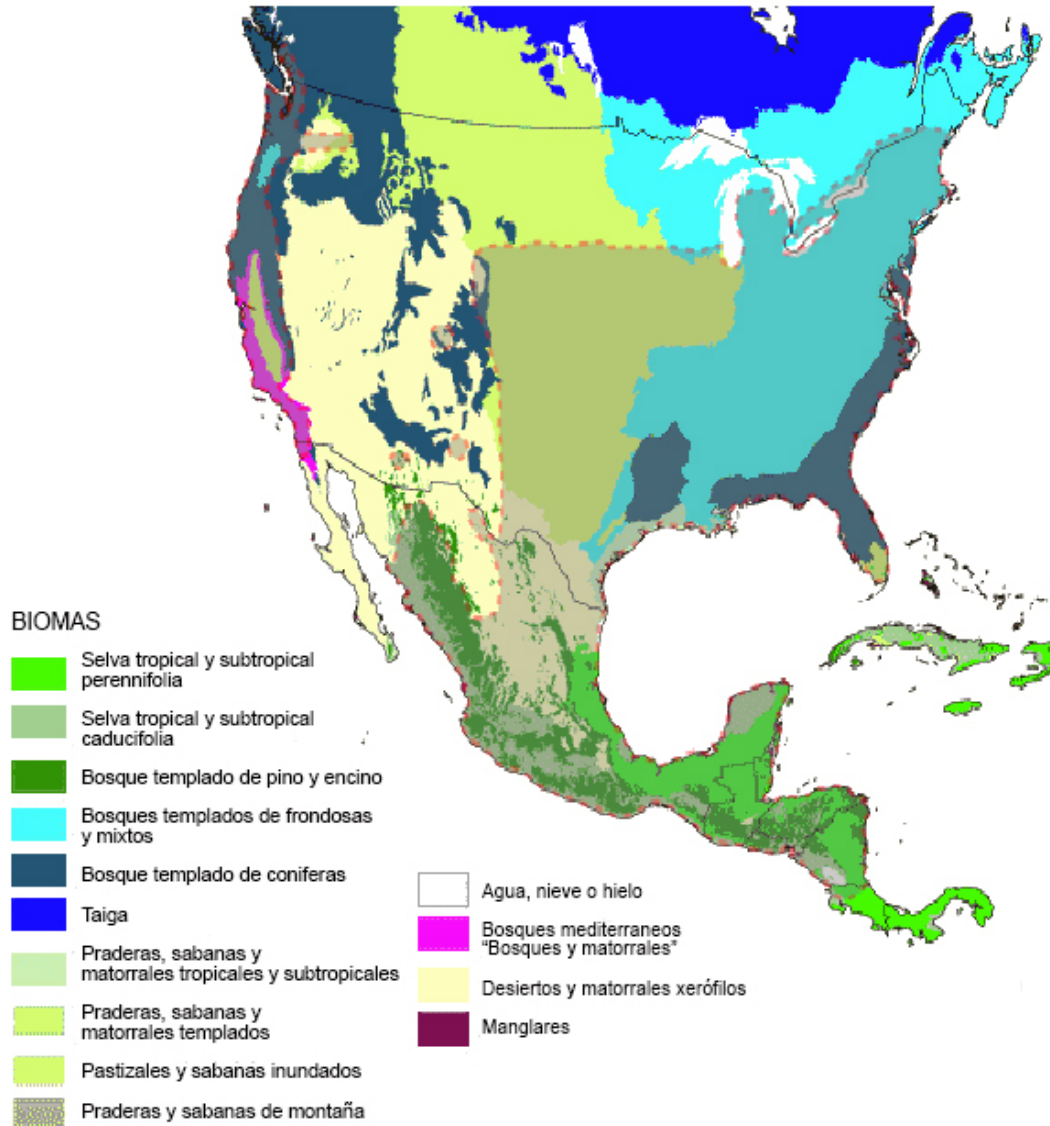 BIOMAS
Selva tropical y subtropical
perennifolia
Selva tropical y subtropical
caducifolia
Bosque templado de pino y encino
Bosques templados de frondosas
y mixtos
Bosque templado de coniferas
Taiga
Praderas, sabanas y
matorrales tropicales y subtropicales
Praderas, sabanas y
matorrales templados
Pastizales y sabanas inundados
Praderas y sabanas de montaña
Agua, nieve o hielo
Bosques mediterraneos
“Bosques y matorrales”
Desiertos y matorrales xerófilos
Manglares